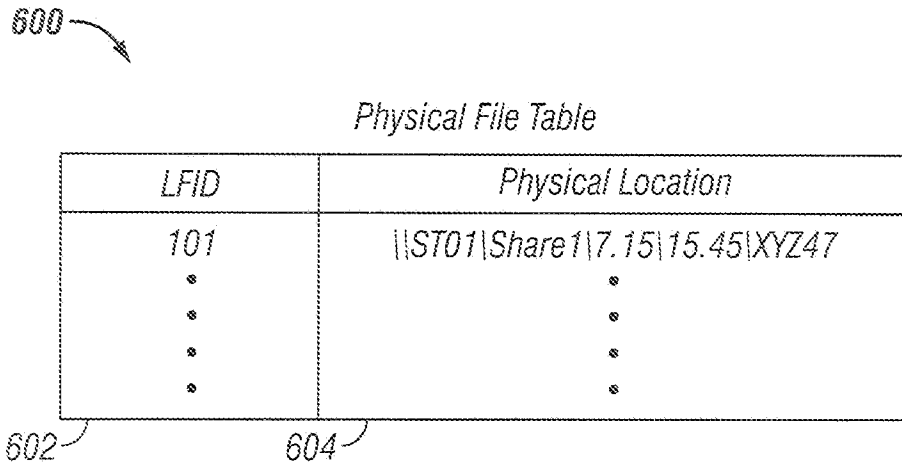 600
Physical File Table
LFID Physical Location
101 \\ST01\Share1\7.15\15.45\XYZ47
602 604